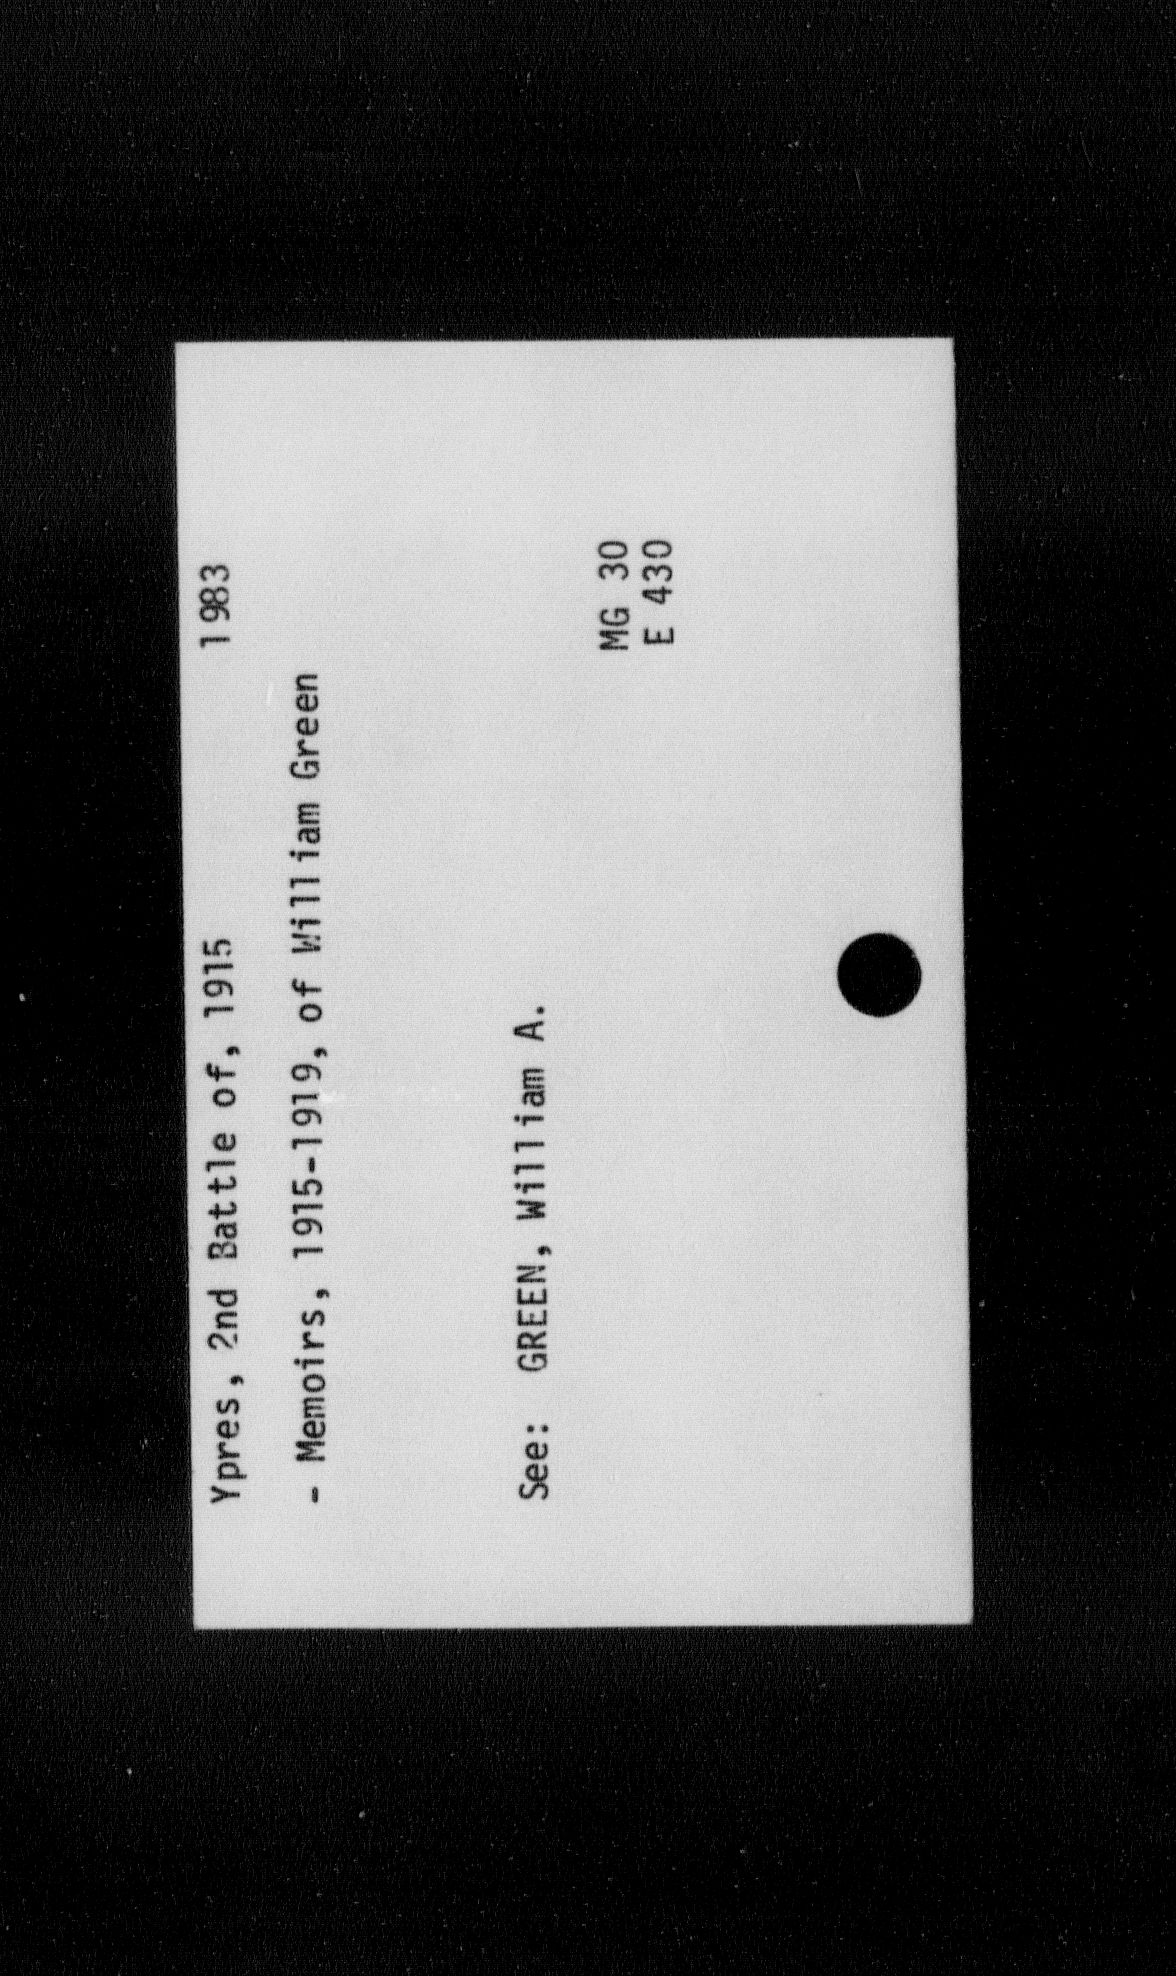 Ypres, 2nd Battle of, 1915 1983
- Memoirs, 1915-1919, of William Green
See: GREEN, William A.
MG 30
E 430